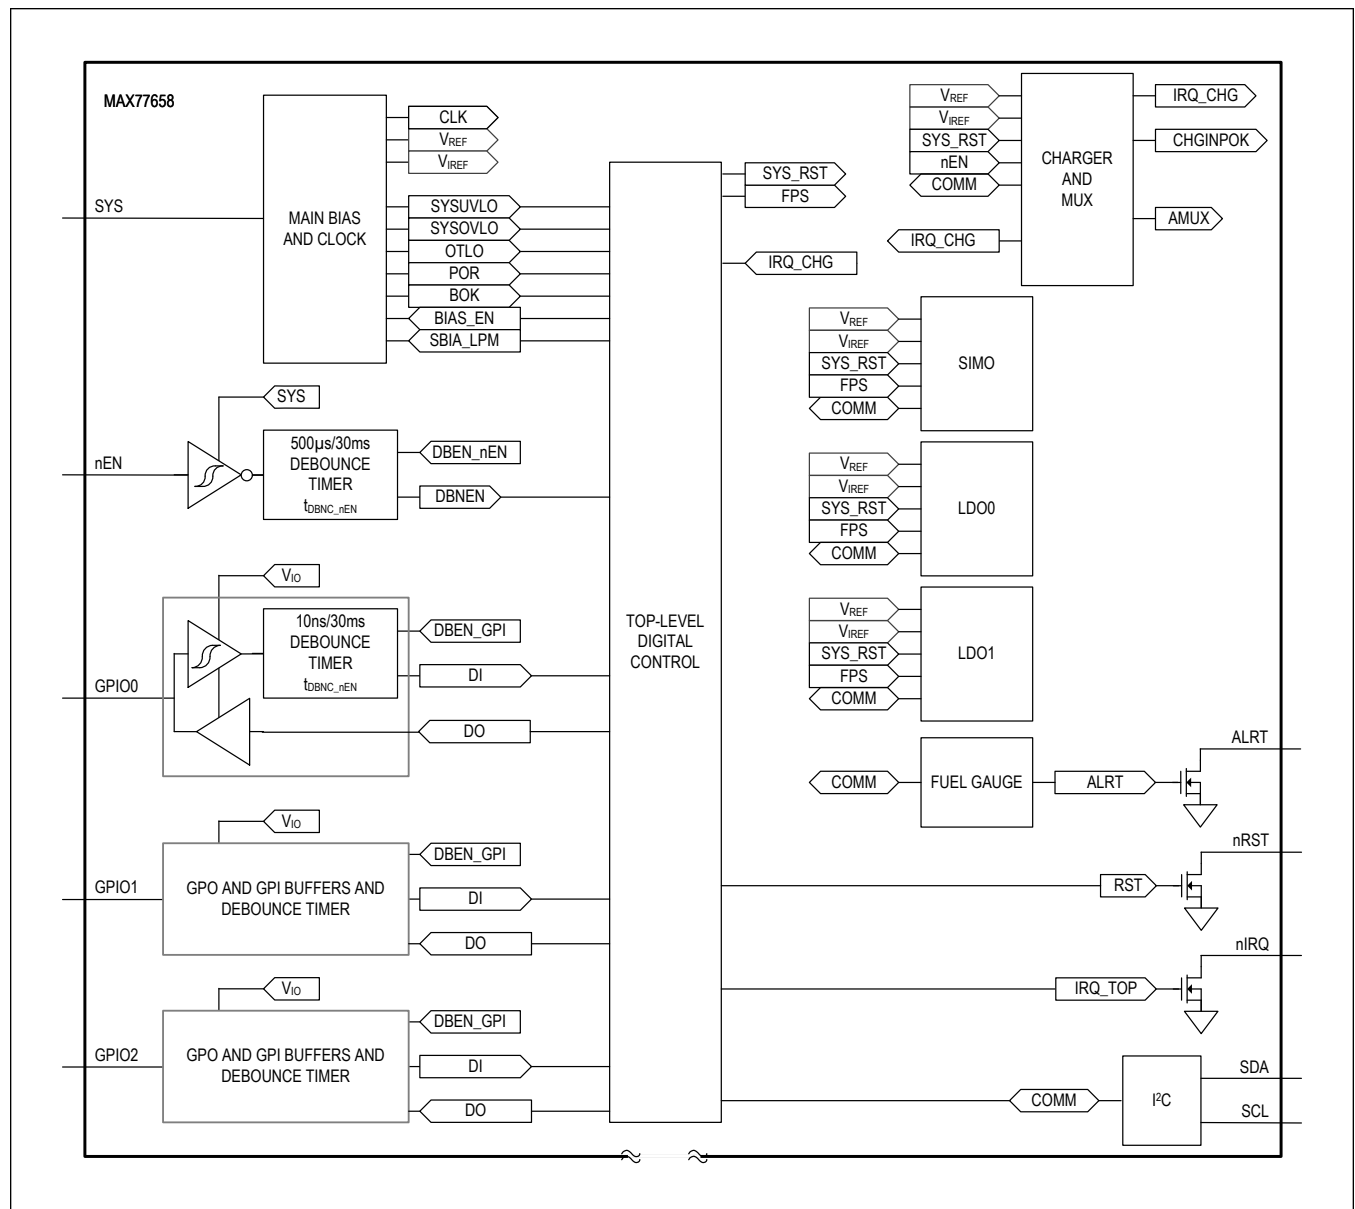 MAX77658
SYS
MAIN BIAS
AND CLOCK
CLK
VREF
VIREF
SYSUVLO
SYSOVLO
OTLO
POR
BOK
BIAS_EN
SBIA_LPM
SYS
nEN
500µs/30ms
DEBOUNCE
TIMER
tDBNC_nEN
DBEN_nEN
DBNEN
VIO
GPIO0
10ns/30ms
DEBOUNCE
TIMER
tDBNC_nEN
DBEN_GPI
DI
DO
VIO
GPIO1
GPO AND GPI BUFFERS AND
DEBOUNCE TIMER
DBEN_GPI
DI
DO
VIO
GPIO2
GPO AND GPI BUFFERS AND
DEBOUNCE TIMER
DBEN_GPI
DI
DO
TOP-LEVEL
DIGITAL
CONTROL
SYS_RST
FPS
IRQ_CHG
VREF
VIREF
SYS_RST
nEN
COMM
IRQ_CHG
CHARGER
AND
MUX
IRQ_CHG
CHGINPOK
AMUX
VREF
VIREF
SYS_RST
FPS
COMM
SIMO
VREF
VIREF
SYS_RST
FPS
COMM
LDO0
VREF
VIREF
SYS_RST
FPS
COMM
LDO1
COMM
FUEL GAUGE
ALRT
ALRT
RST
nRST
IRQ_TOP
nIRQ
COMM
I²C
SDA
SCL